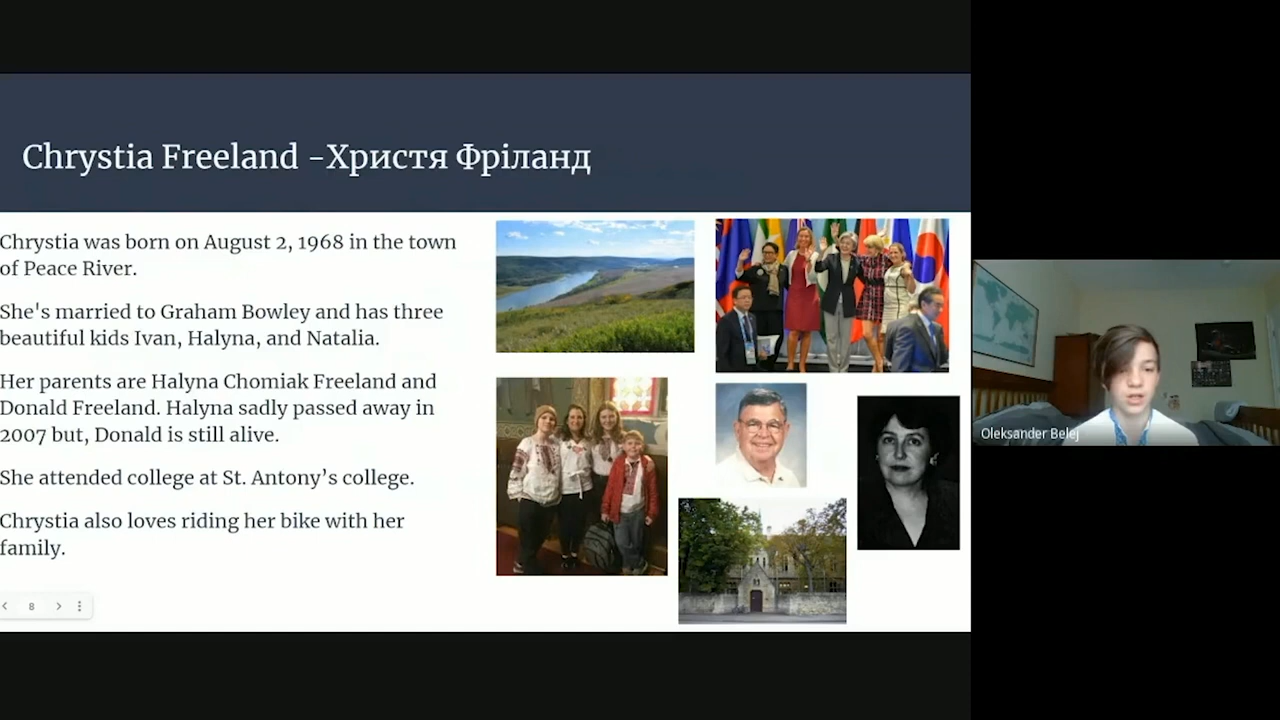 Chrystia Freeland -Христя Фріланд
Chrystia was born on August 2, 1968 in the town
of Peace River.
She's married to Graham Bowley and has three
beautiful kids Ivan, Halyna, and Natalia.
Her parents are Halyna Chomiak Freeland and
Donald Freeland. Halyna sadly passed away in
2007 but, Donald is still alive.
She attended college at St. Antony’s college.
Chrystia also loves riding her bike with her
family.
8
Oleksander Belej